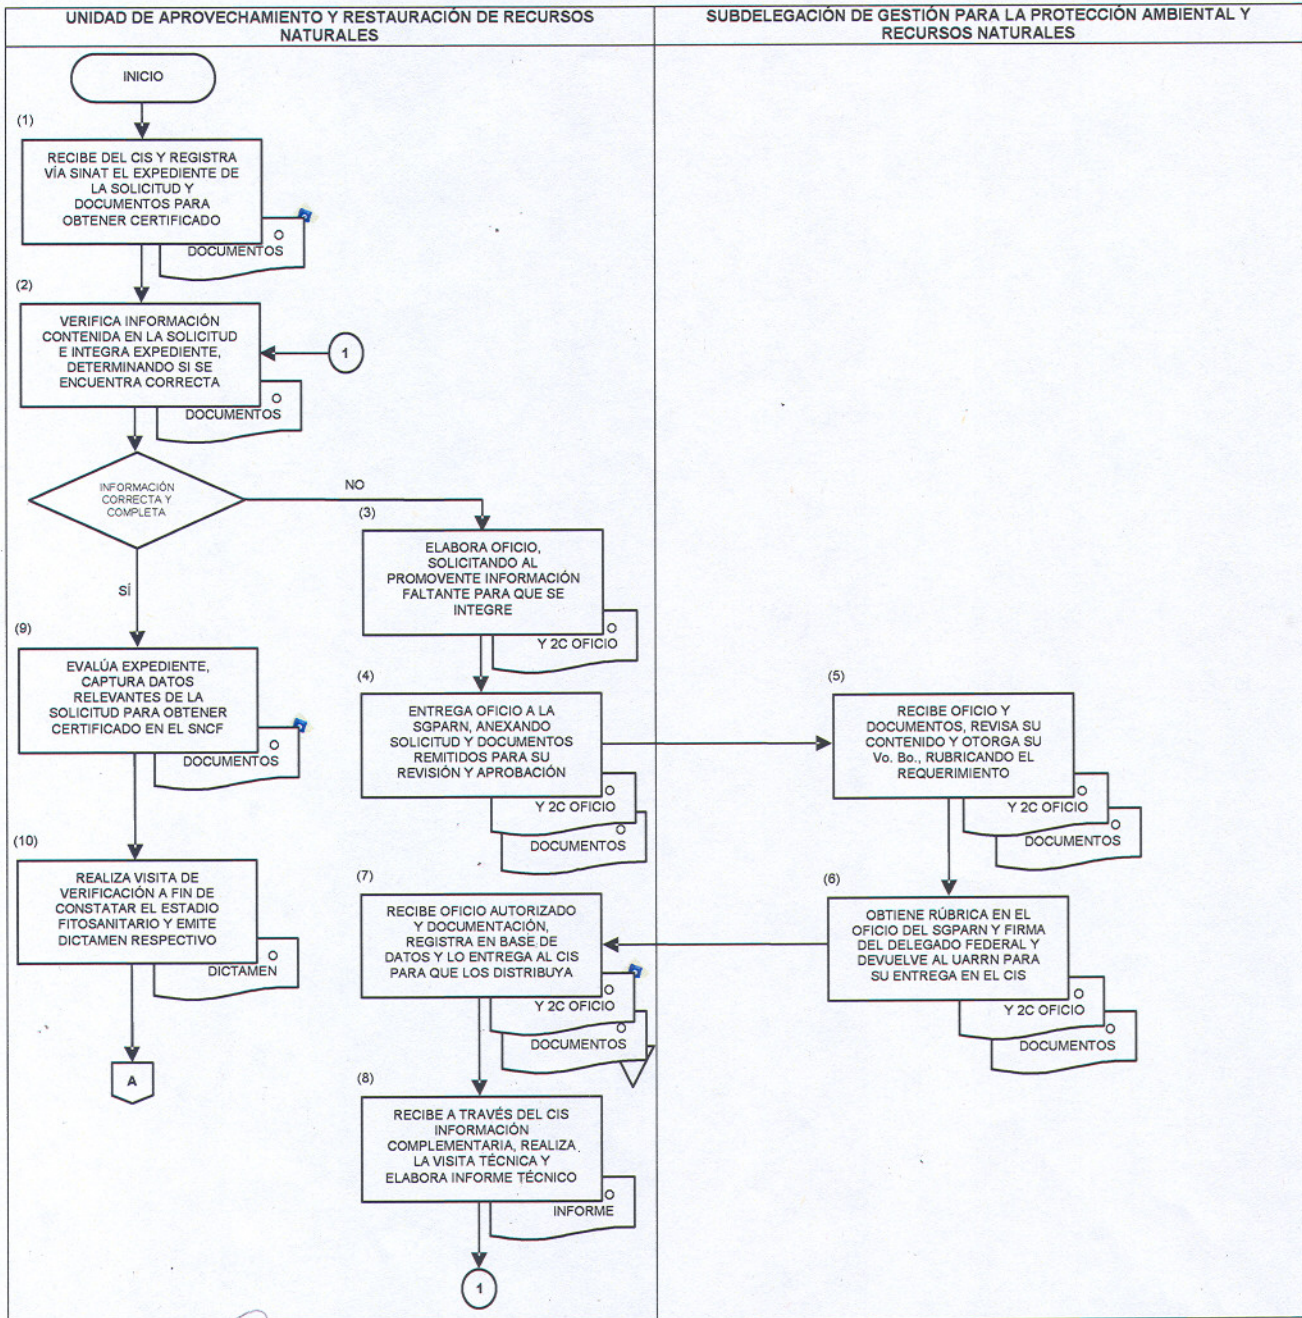 UNIDAD DE APROVECHAMIENTO Y RESTAURACIÓN DE RECURSOS
NATURALES
SUBDELEGACIÓN DE GESTIÓN PARA LA PROTECCIÓN AMBIENTAL Y
RECURSOS NATURALES
INICIO
(1)
RECIBE DEL CIS Y REGISTRA
VÍA SINAT EL EXPEDIENTE DE
LA SOLICITUD Y
DOCUMENTOS PARA
OBTENER CERTIFICADO
O
DOCUMENTOS
(2)
VERIFICA INFORMACIÓN
CONTENIDA EN LA SOLICITUD
E INTEGRA EXPEDIENTE,
DETERMINANDO SI SE
ENCUENTRA CORRECTA
1
O
DOCUMENTOS
INFORMACIÓN
CORRECTA Y
COMPLETA
NO
SÍ
(3)
ELABORA OFICIO,
SOLICITANDO AL
PROMOVENTE INFORMACIÓN
FALTANTE PARA QUE SE
INTEGRE
O
Y 2C OFICIO
(9)
EVALÚA EXPEDIENTE,
CAPTURA DATOS
RELEVANTES DE LA
SOLICITUD PARA OBTENER
CERTIFICADO EN EL SNCF
O
DOCUMENTOS
(4)
ENTREGA OFICIO A LA
SGPARN, ANEXANDO
SOLICITUD Y DOCUMENTOS
REMITIDOS PARA SU
REVISIÓN Y APROBACIÓN
O
Y 2C OFICIO
O
DOCUMENTOS
(5)
RECIBE OFICIO Y
DOCUMENTOS, REVISA SU
CONTENIDO Y OTORGA SU
Vo. Bo., RUBRICANDO EL
REQUERIMIENTO
O
Y 2C OFICIO
O
DOCUMENTOS
(10)
REALIZA VISITA DE
VERIFICACIÓN A FIN DE
CONSTATAR EL ESTADIO
FITOSANITARIO Y EMITE
DICTAMEN RESPECTIVO
O
DICTAMEN
A
(7)
RECIBE OFICIO AUTORIZADO
Y DOCUMENTACIÓN,
REGISTRA EN BASE DE
DATOS Y LO ENTREGA AL CIS
PARA QUE LOS DISTRIBUYA
O
Y 2C OFICIO
O
DOCUMENTOS
(6)
OBTIENE RÚBRICA EN EL
OFICIO DEL SGPARN Y FIRMA
DEL DELEGADO FEDERAL Y
DEVUELVE AL UARRN PARA
SU ENTREGA EN EL CIS
O
Y 2C OFICIO
O
DOCUMENTOS
(8)
RECIBE A TRAVÉS DEL CIS
INFORMACIÓN
COMPLEMENTARIA, REALIZA
LA VISITA TÉCNICA Y
ELABORA INFORME TÉCNICO
O
INFORME
1